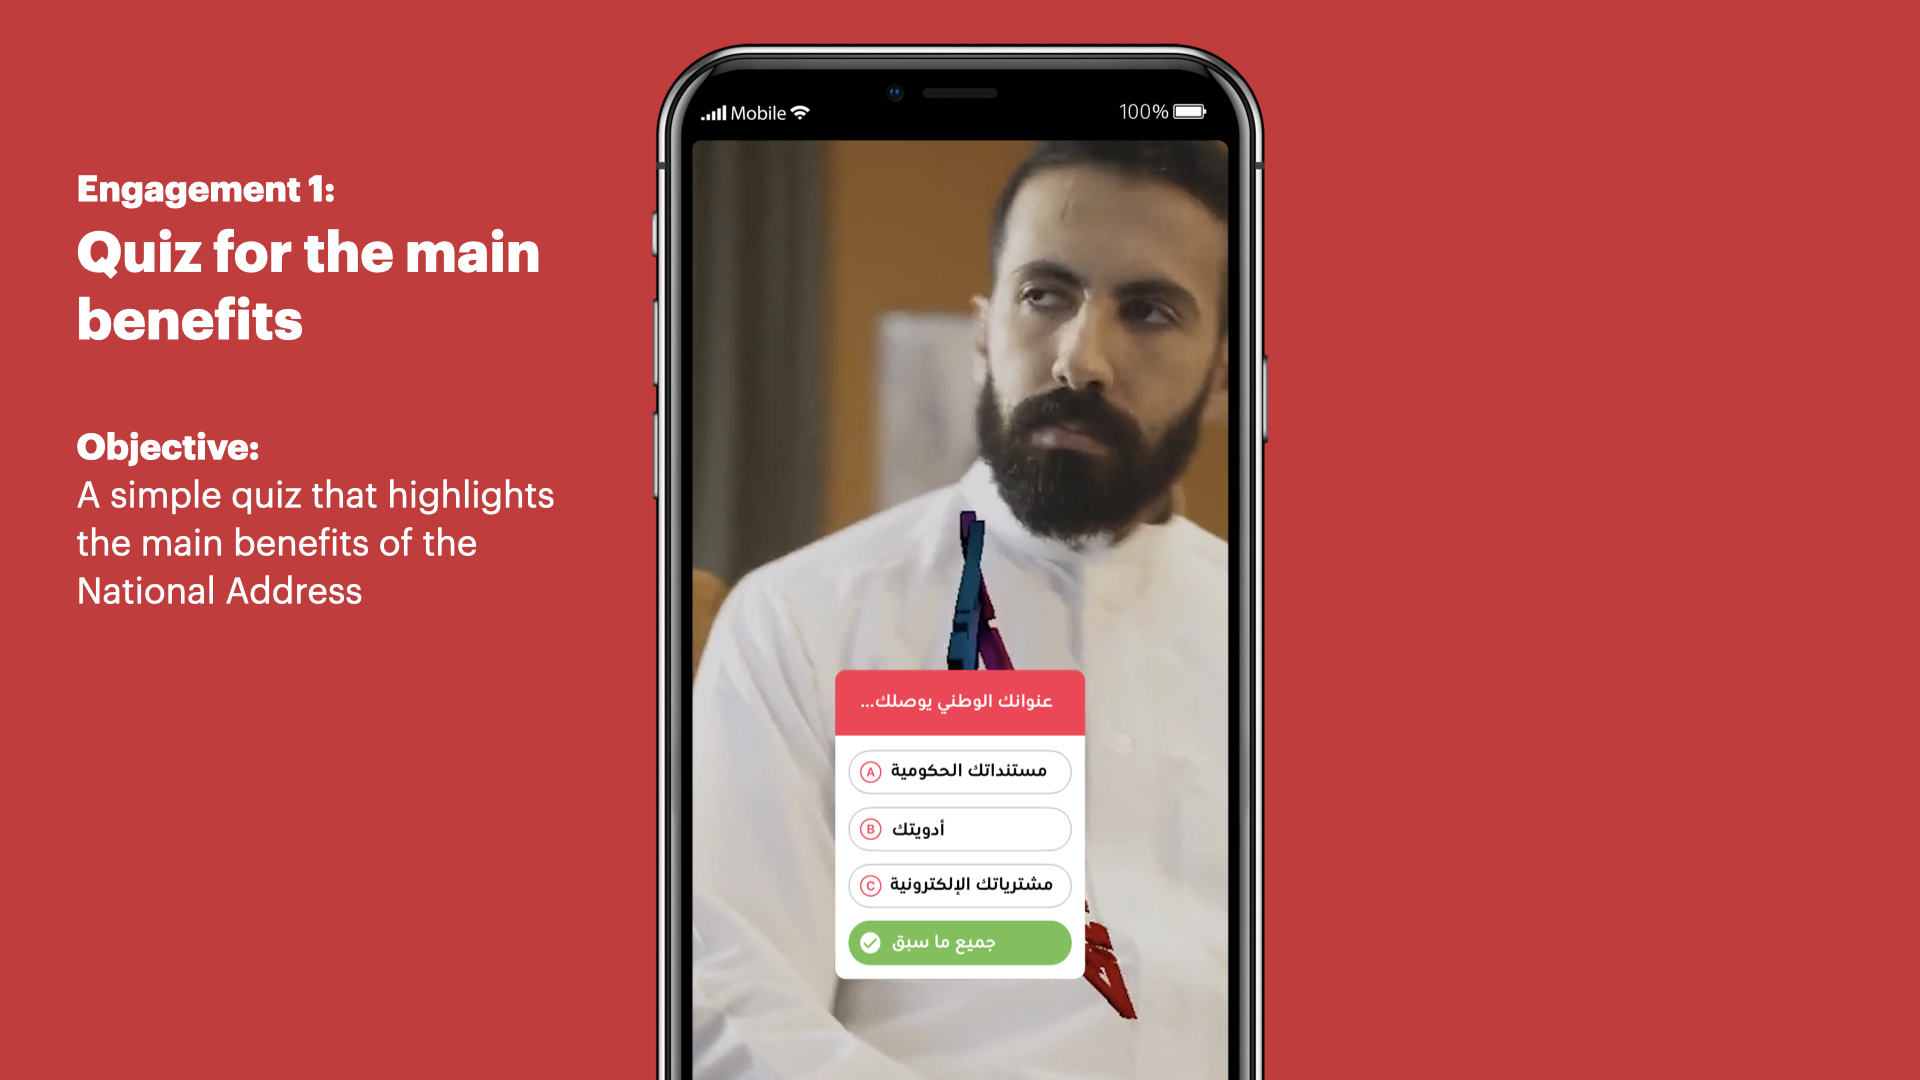 Engagement 1:
Quiz for the main
benefits
Objective:
A simple quiz that highlights
the main benefits of the
National Address
Mobile
100%
عنوانك الوطني يوصلك...
A مستنداتك الحكومية
B أدويتك
C مشترياتك الإلكترونية
جميع ما سبق